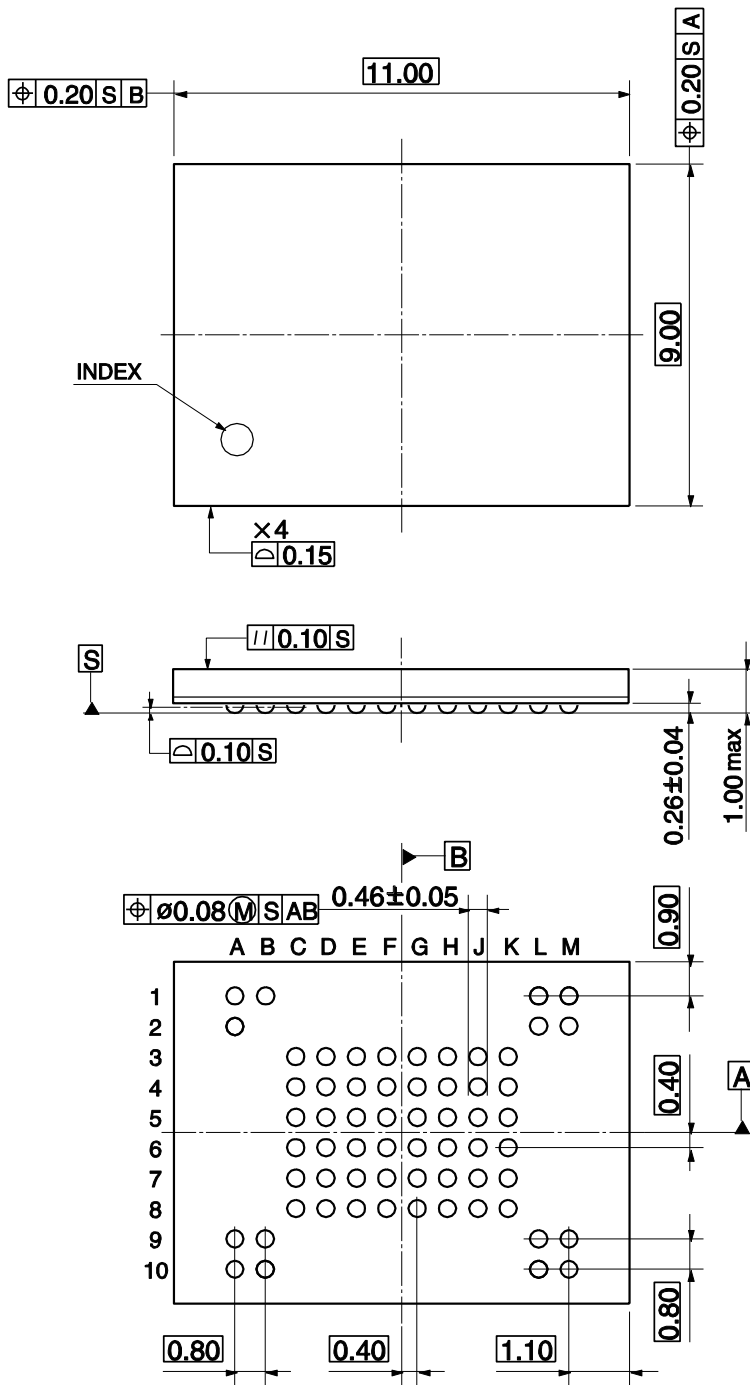 11.00
⌖ 0.20 S B
⌖ 0.20 S A
9.00
INDEX
×4
⌓ 0.15
// 0.10 S
S
⌓ 0.10 S
0.26±0.04
1.00 max
B
⌖ ø0.08 Ⓜ S AB
0.46±0.05
0.90
A B C D E F G H J K L M
1
2
3
4
5
6
7
8
9
10
0.40
A
0.80
0.80
0.40
1.10